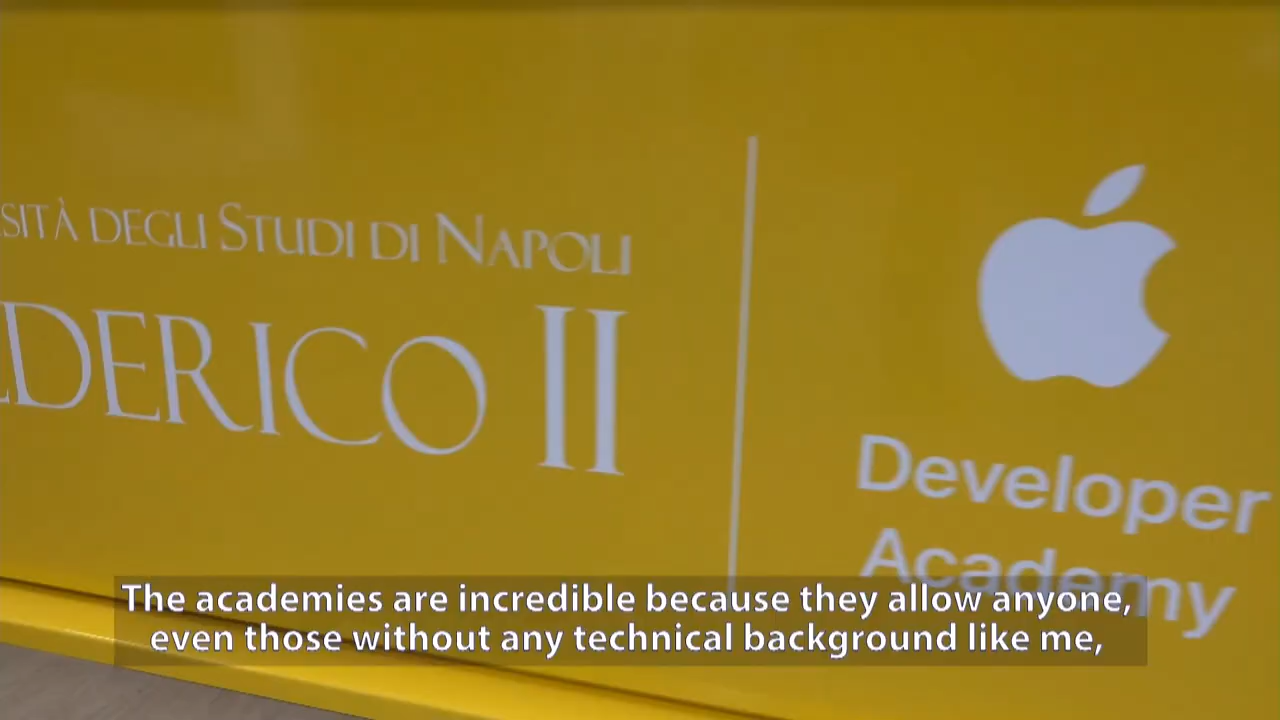 SITÀ DEGLI STUDI DI NAPOLI
DERICO II
Developer
Academy
The academies are incredible because they allow anyone,
even those without any technical background like me,